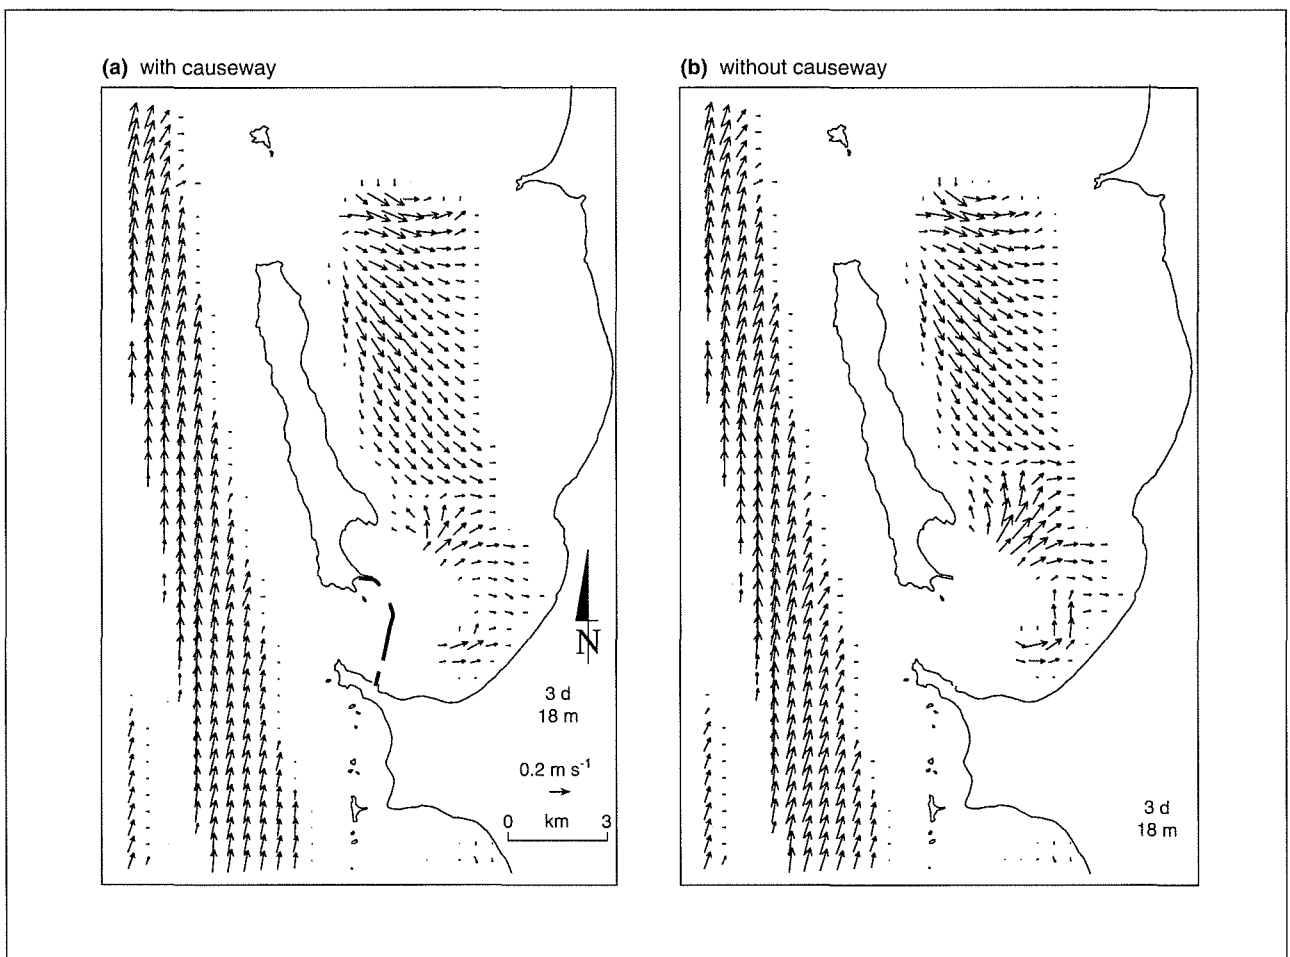 (a) with causeway
(b) without causeway
N
3 d
18 m
0.2 m s⁻¹
0 km 3
3 d
18 m